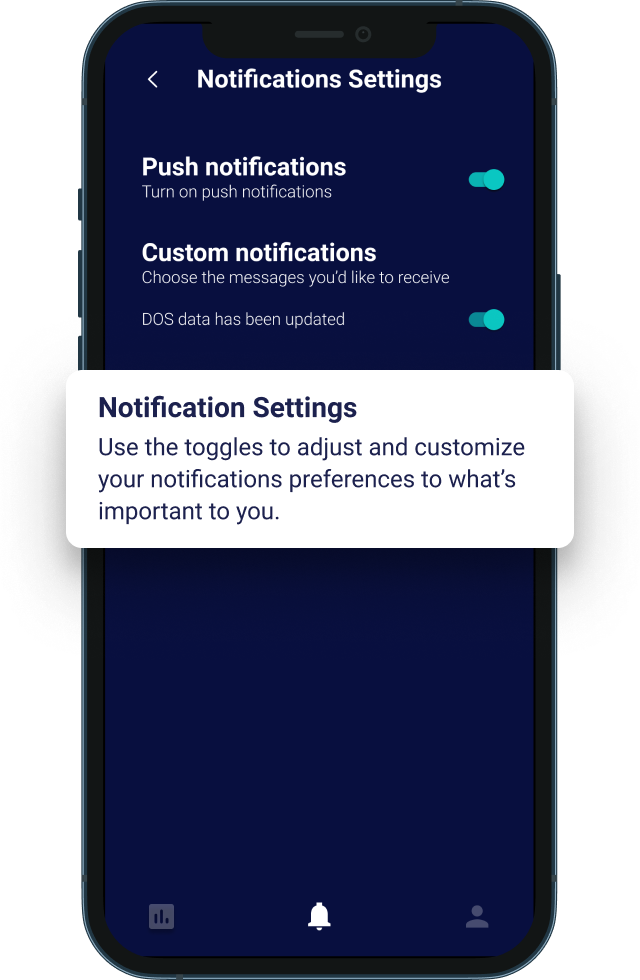 Notifications Settings
Push notifications
Turn on push notifications
Custom notifications
Choose the messages you’d like to receive
DOS data has been updated
Notification Settings
Use the toggles to adjust and customize
your notifications preferences to what’s
important to you.